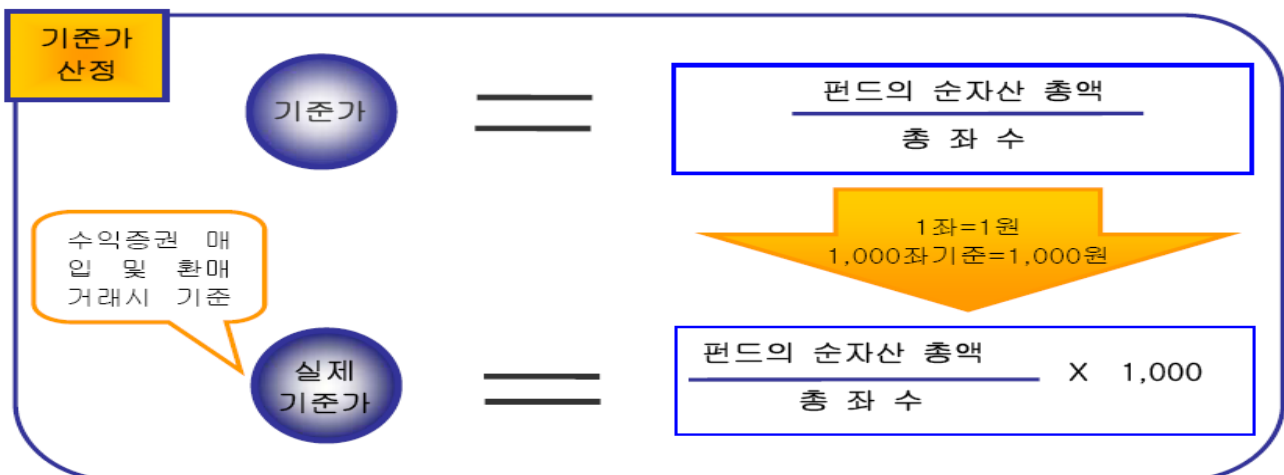 기준가
산정
기준가
펀드의 순자산 총액
총 좌 수
1좌=1원
1,000좌기준=1,000원
수익증권 매
입 및 환매
거래시 기준
실제
기준가
펀드의 순자산 총액
총 좌 수
X 1,000